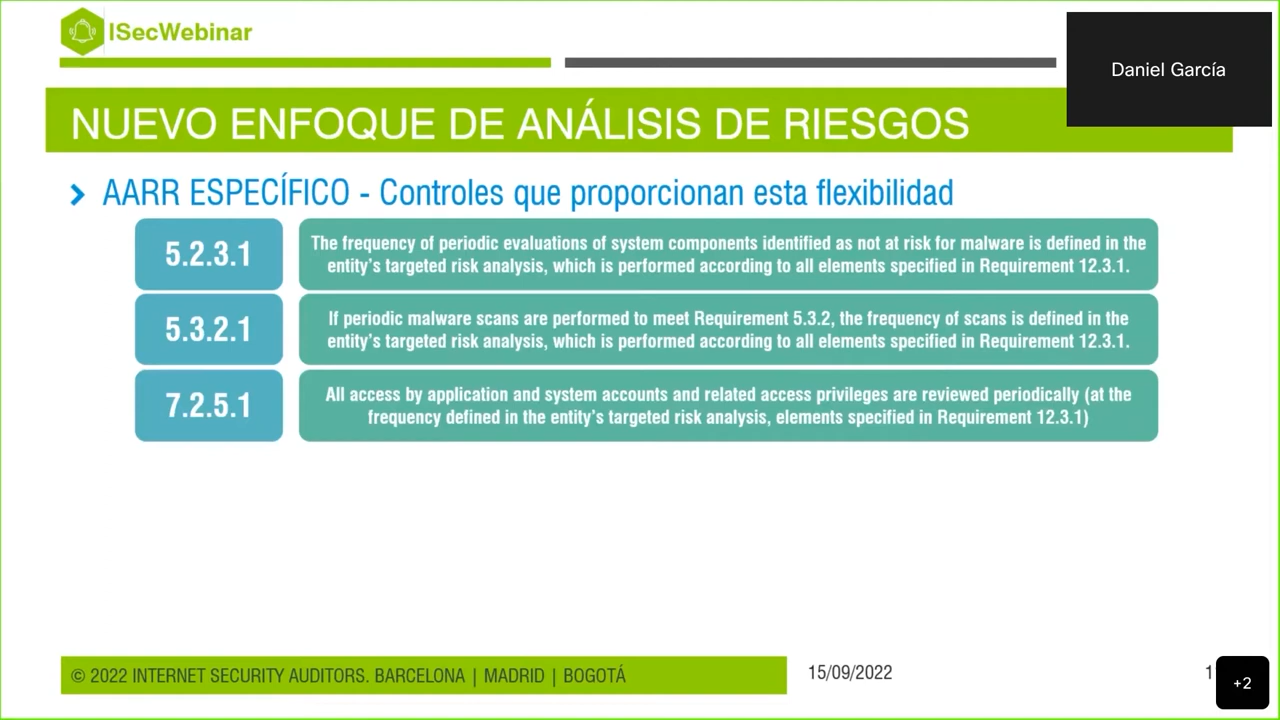 ISecWebinar
Daniel García
NUEVO ENFOQUE DE ANÁLISIS DE RIESGOS
AARR ESPECÍFICO - Controles que proporcionan esta flexibilidad
5.2.3.1
The frequency of periodic evaluations of system components identified as not at risk for malware is defined in the
entity's targeted risk analysis, which is performed according to all elements specified in Requirement 12.3.1.
5.3.2.1
If periodic malware scans are performed to meet Requirement 5.3.2, the frequency of scans is defined in the
entity's targeted risk analysis, which is performed according to all elements specified in Requirement 12.3.1.
7.2.5.1
All access by application and system accounts and related access privileges are reviewed periodically (at the
frequency defined in the entity's targeted risk analysis, elements specified in Requirement 12.3.1)
© 2022 INTERNET SECURITY AUDITORS. BARCELONA | MADRID | BOGOTÁ
15/09/2022
+2